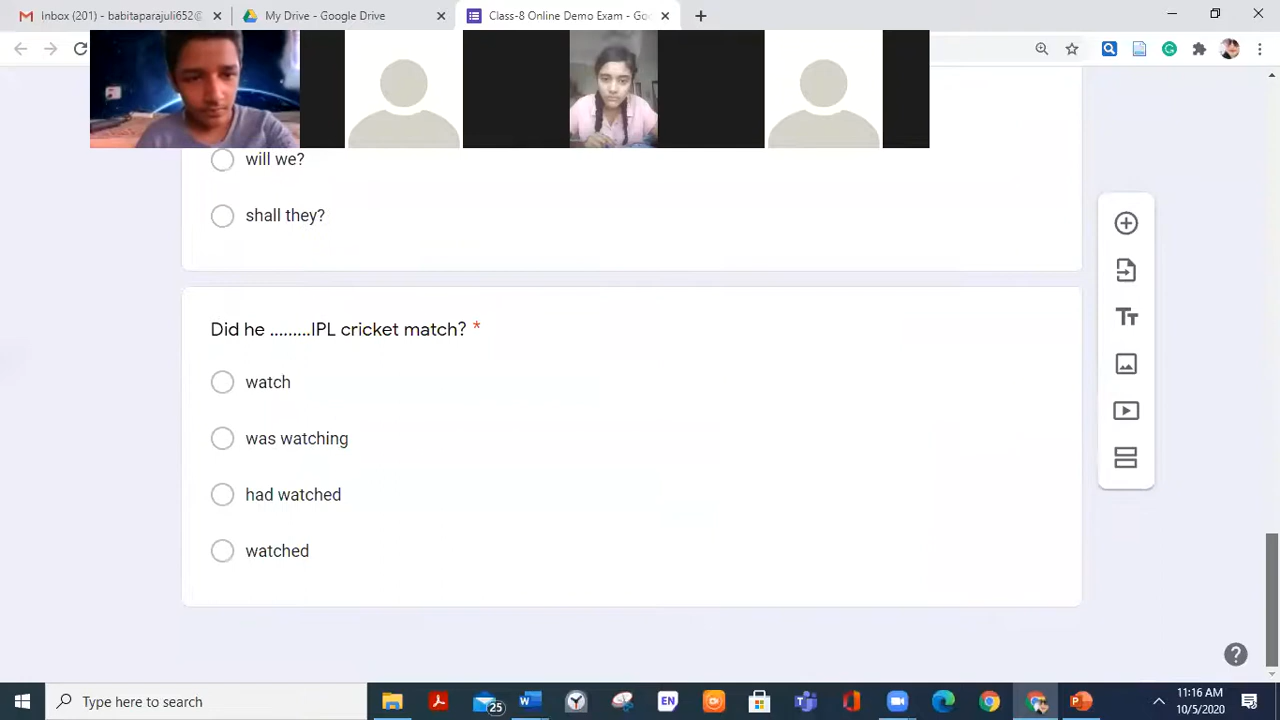 Inbox (201) - babitaparajuli652@
My Drive - Google Drive
Class-8 Online Demo Exam - Go
will we?
shall they?
Did he .........IPL cricket match? *
watch
was watching
had watched
watched
Type here to search
25
EN
11:16 AM
10/5/2020